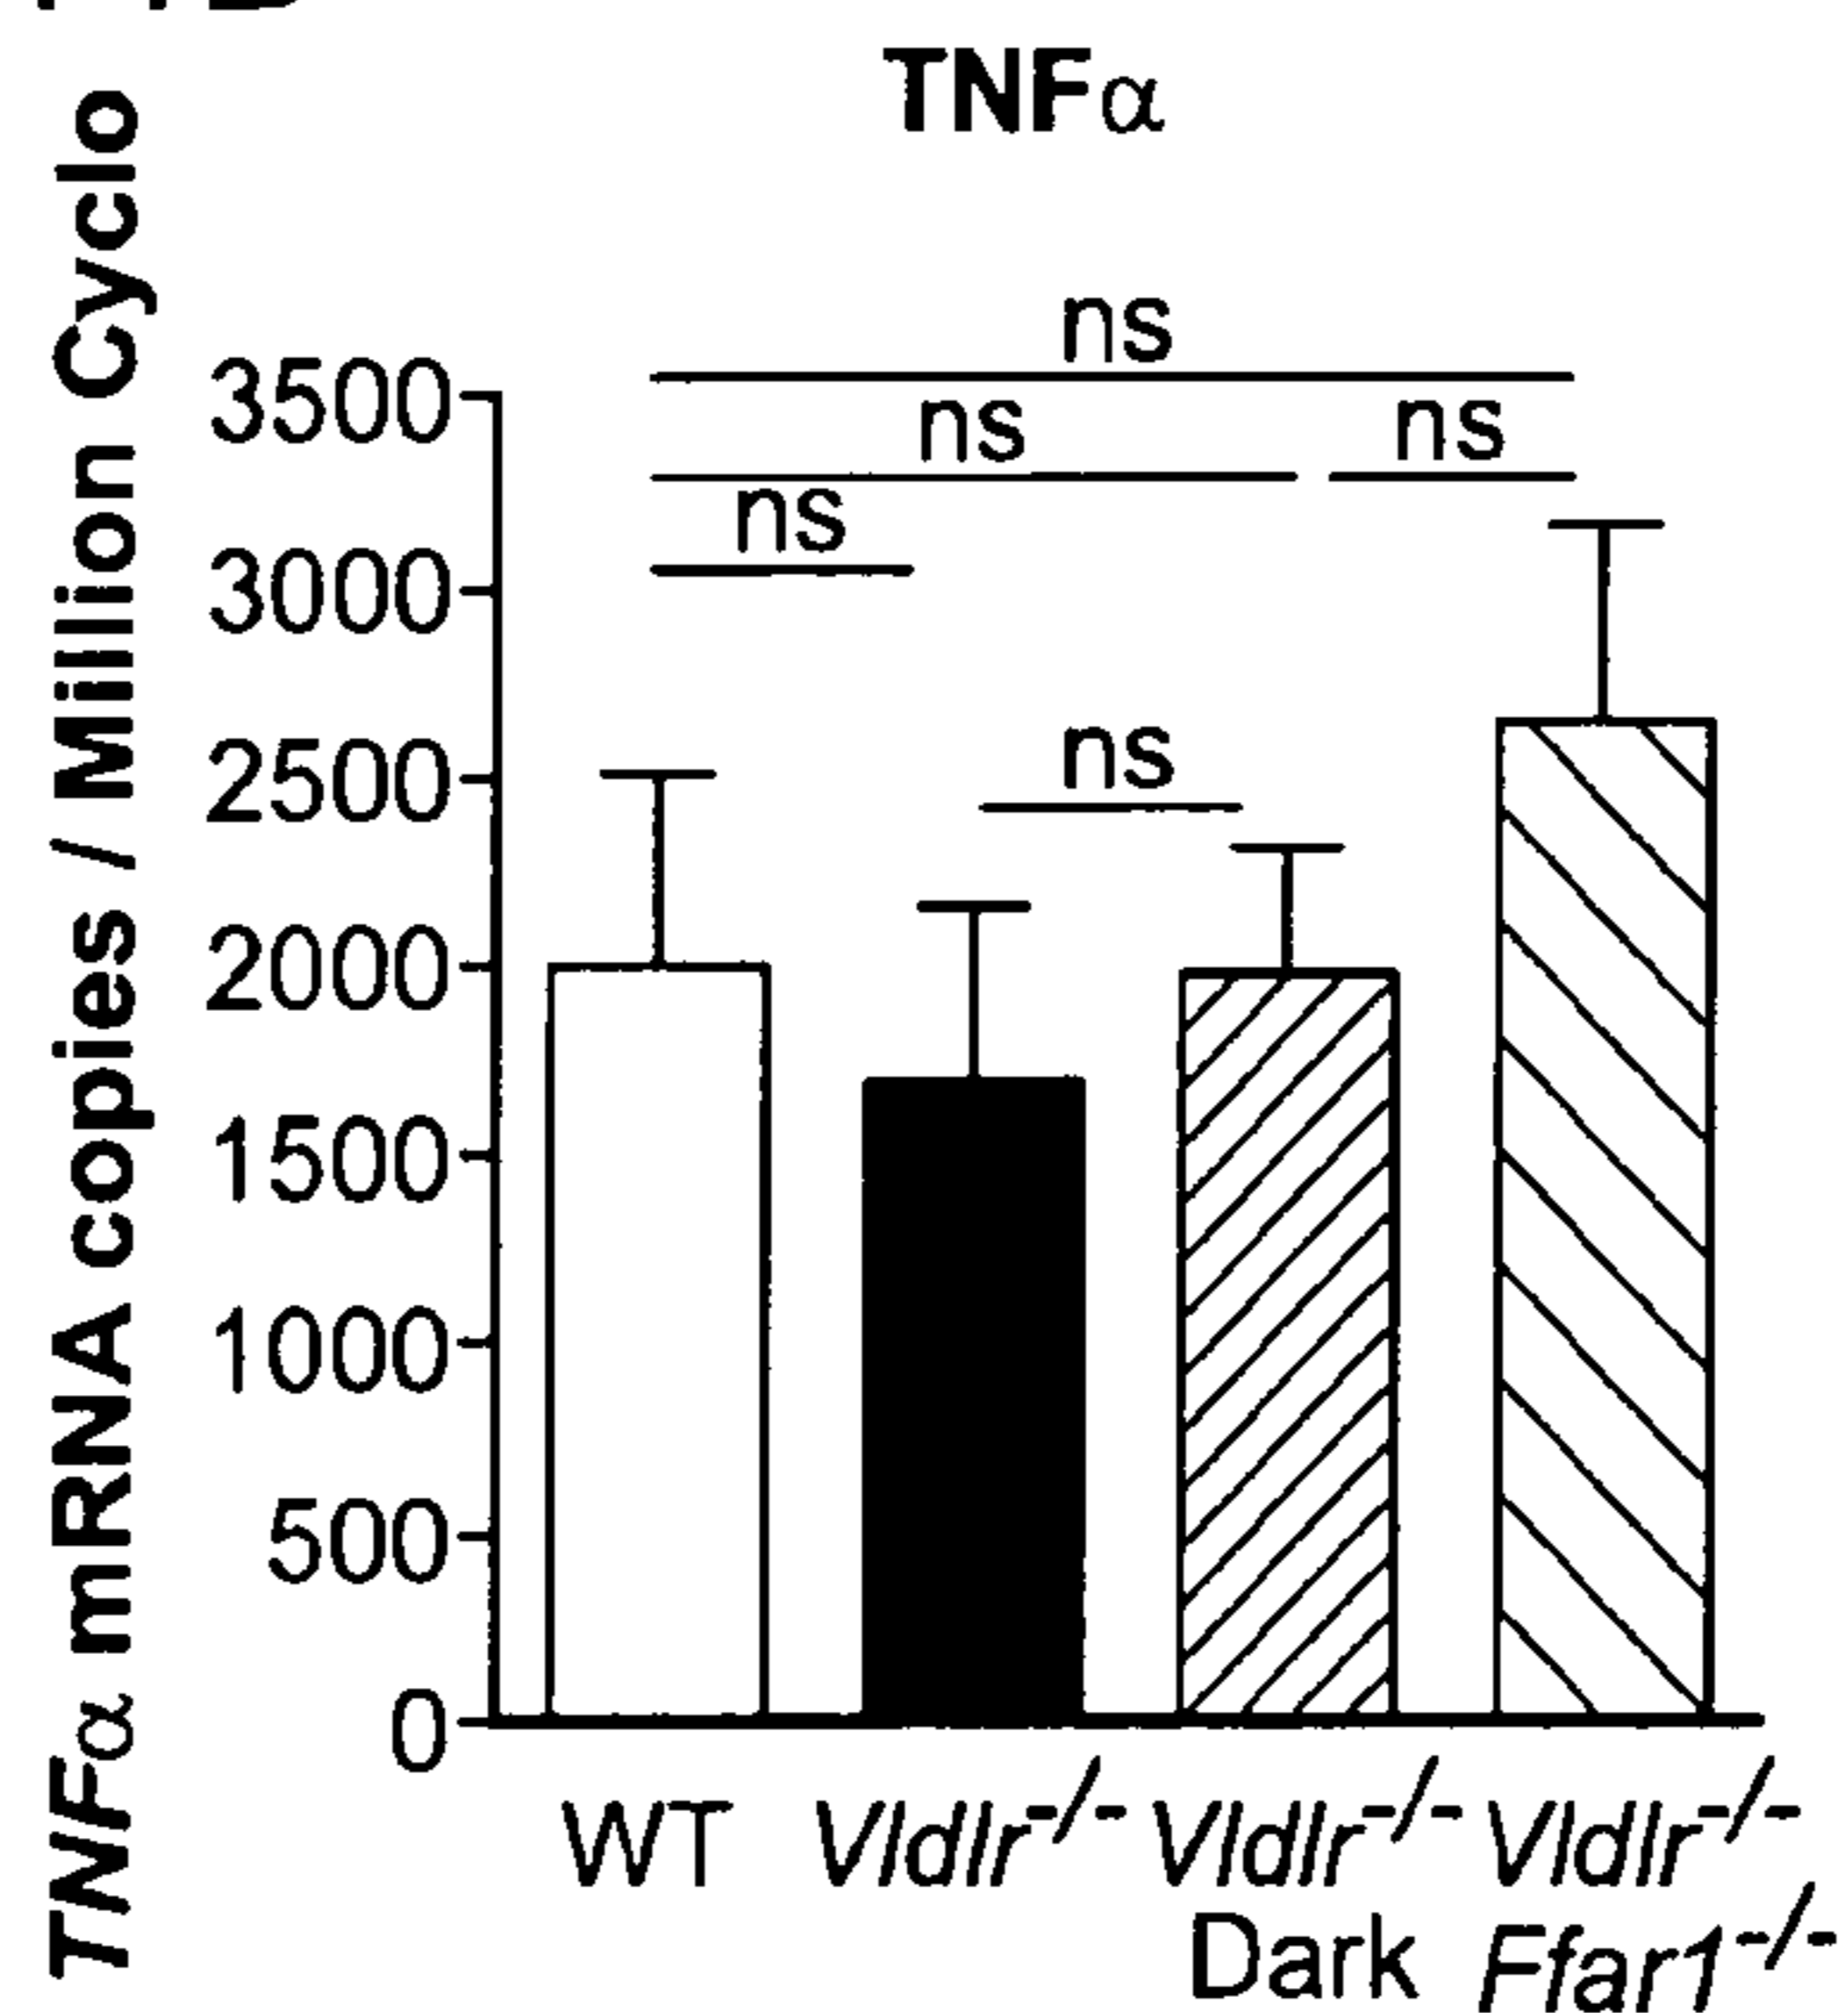 TNFα
TNFα mRNA copies / Million Cyclo
ns
ns
ns
ns
ns
3500
3000
2500
2000
1500
1000
500
0
WT
Vldlr-/-
Vldlr-/-
Dark
Vldlr-/-
Ffar1-/-